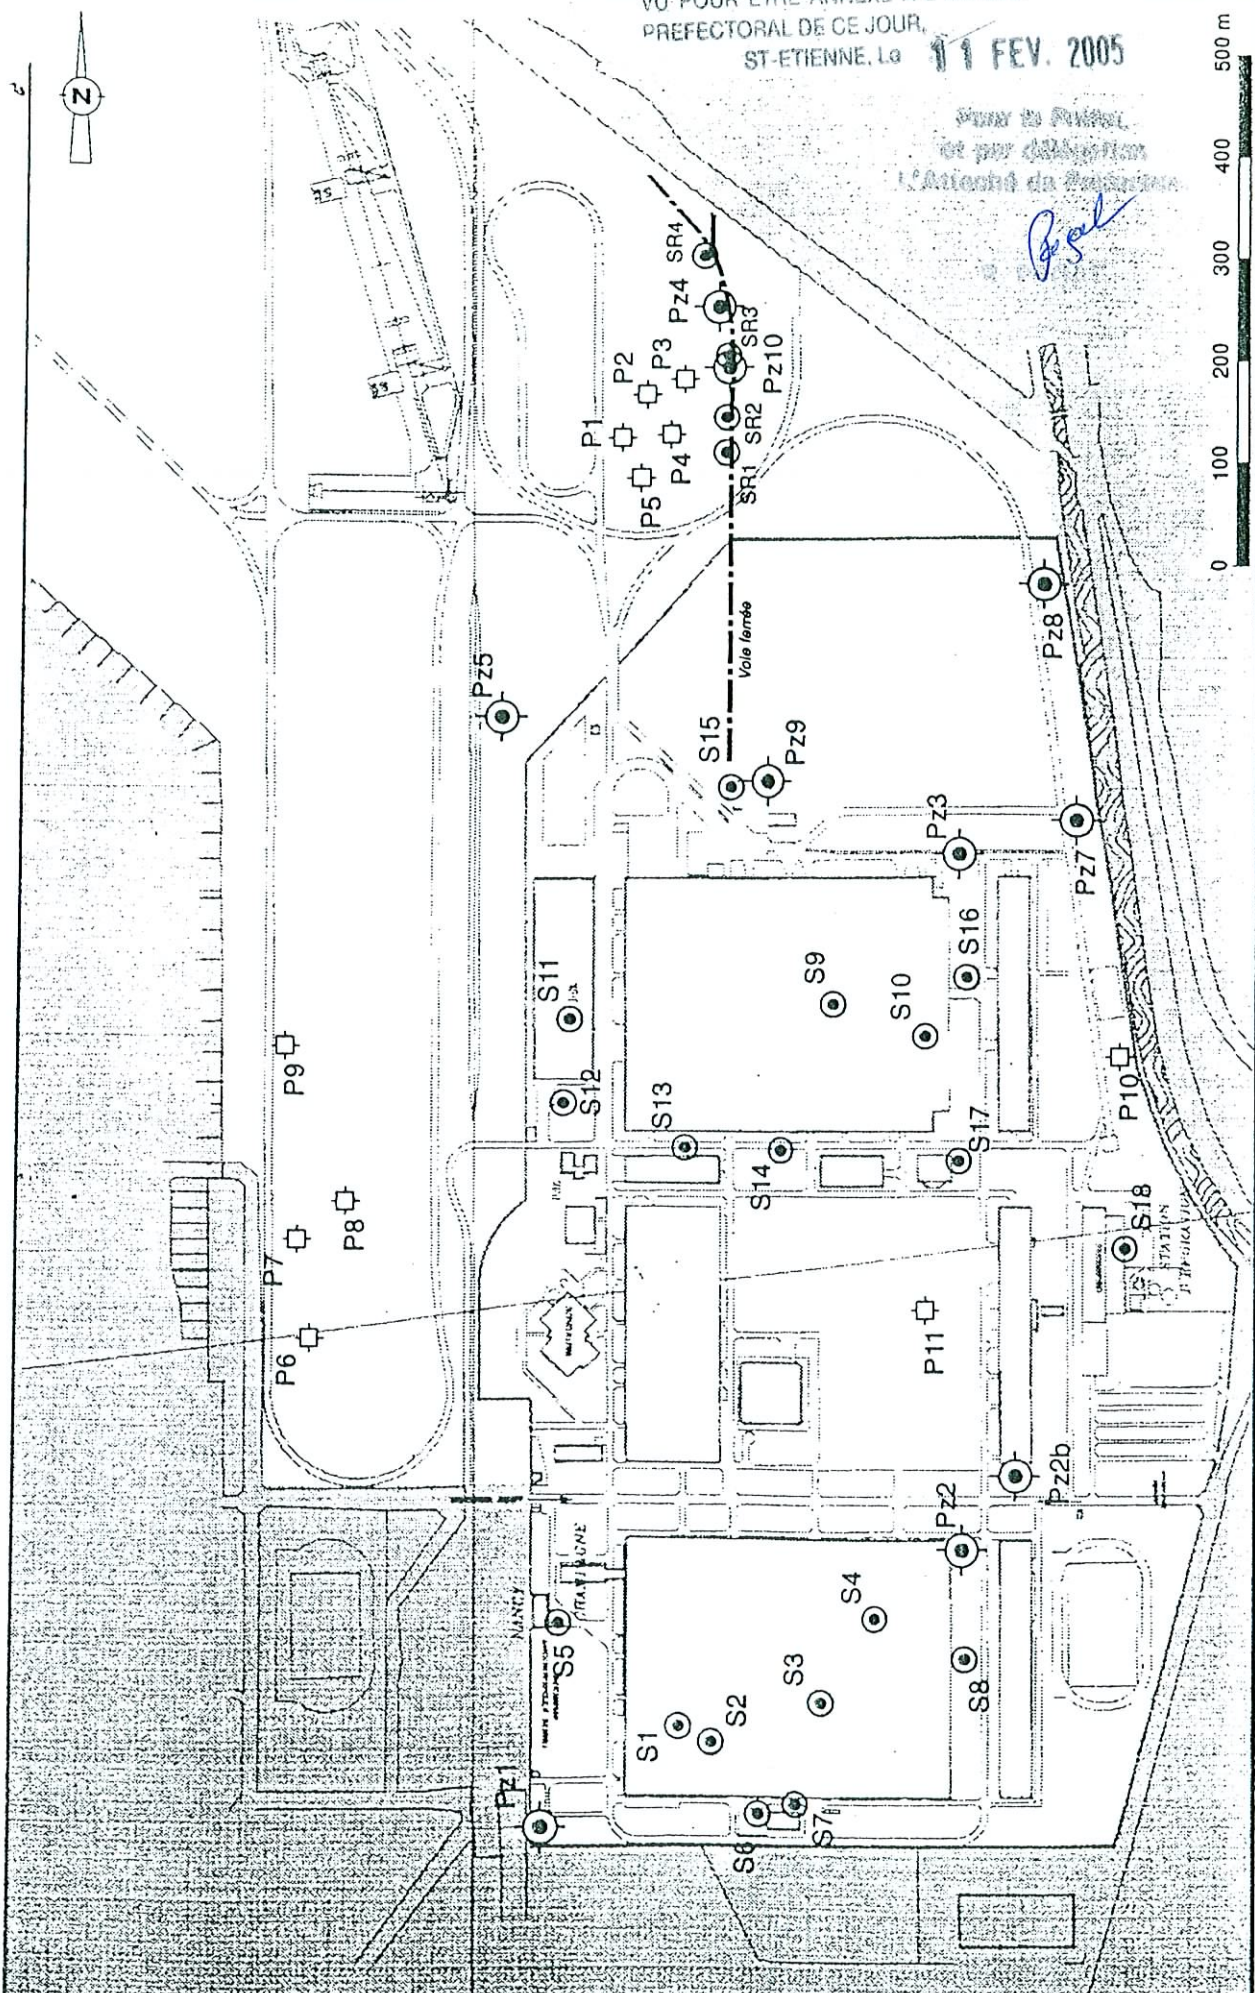 PREFECTORAL DE CE JOUR,
ST-ETIENNE, Le 11 FEV. 2005
Pour le Préfet,
et par délégation
L'Attaché de Préfecture
N
500 m
400
300
200
100
0
SR4
Pz4
SR3
Pz10
P2
P3
P1
P4
P5
SR2
SR1
Voie ferrée
Pz8
Pz5
S15
Pz9
Pz3
Pz7
S16
S9
S10
S11
S12
P9
S13
S14
S17
P10
P8
P7
S18
STATION
P6
P11
Pz2b
Pz2
S4
S3
S8
S5
S1
S2
Pz1
S6
S7